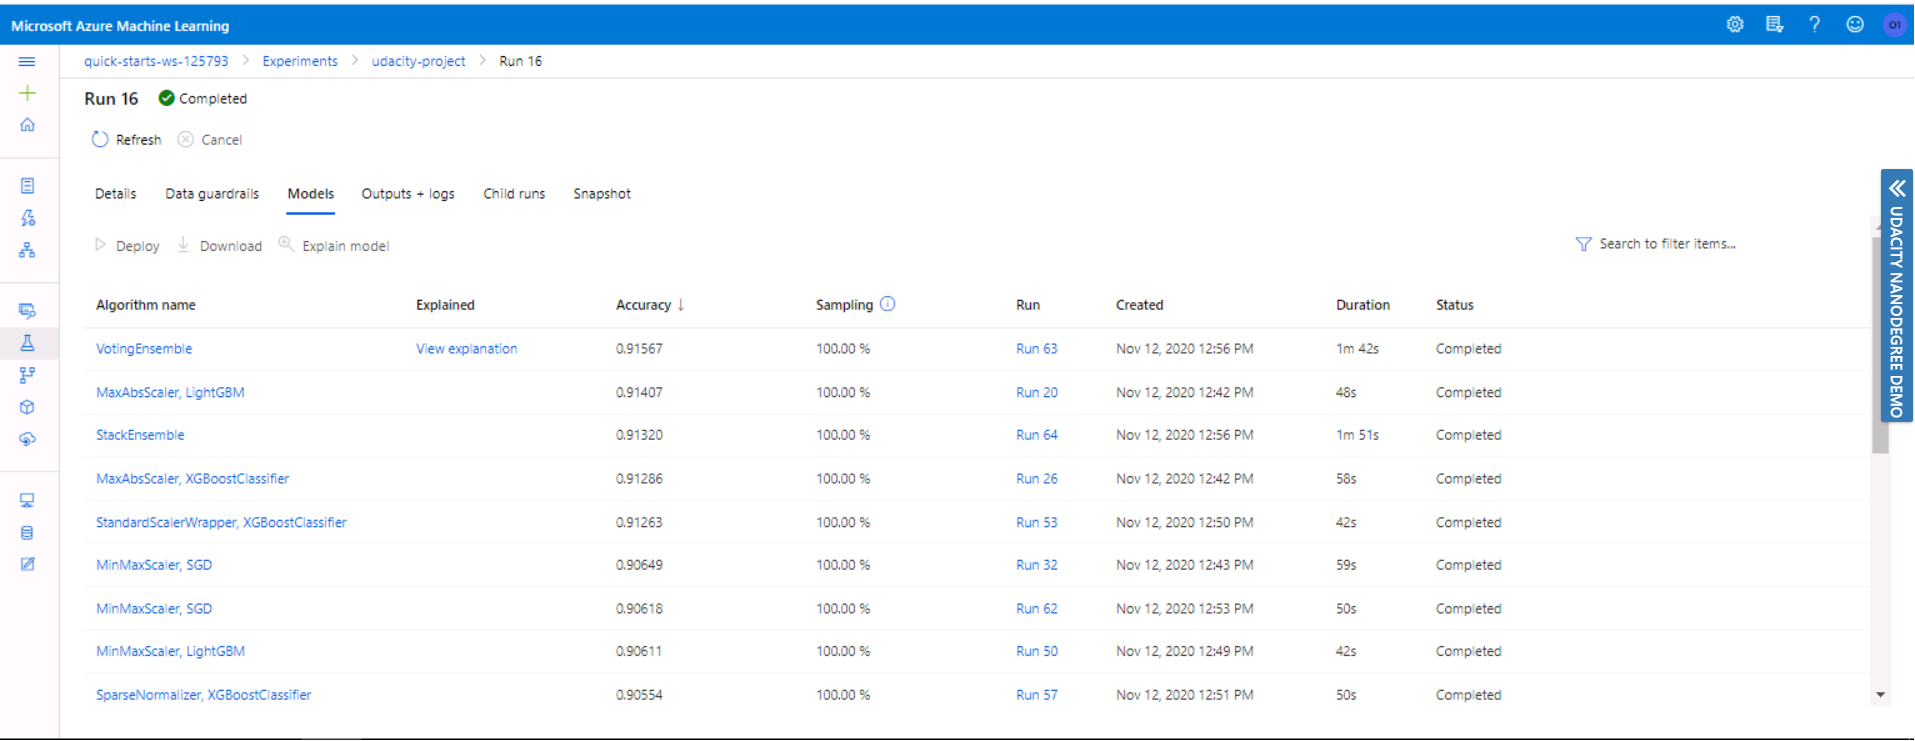 Microsoft Azure Machine Learning
O1
quick-starts-ws-125793 > Experiments > udacity-project > Run 16
Run 16 Completed
Refresh Cancel
Details Data guardrails Models Outputs + logs Child runs Snapshot
Deploy Download Explain model Search to filter items...
Algorithm name Explained Accuracy ↓ Sampling Run Created Duration Status
VotingEnsemble View explanation 0.91567 100.00 % Run 63 Nov 12, 2020 12:56 PM 1m 42s Completed
MaxAbsScaler, LightGBM 0.91407 100.00 % Run 20 Nov 12, 2020 12:42 PM 48s Completed
StackEnsemble 0.91320 100.00 % Run 64 Nov 12, 2020 12:56 PM 1m 51s Completed
MaxAbsScaler, XGBoostClassifier 0.91286 100.00 % Run 26 Nov 12, 2020 12:42 PM 58s Completed
StandardScalerWrapper, XGBoostClassifier 0.91263 100.00 % Run 53 Nov 12, 2020 12:50 PM 42s Completed
MinMaxScaler, SGD 0.90649 100.00 % Run 32 Nov 12, 2020 12:43 PM 59s Completed
MinMaxScaler, SGD 0.90618 100.00 % Run 62 Nov 12, 2020 12:53 PM 50s Completed
MinMaxScaler, LightGBM 0.90611 100.00 % Run 50 Nov 12, 2020 12:49 PM 42s Completed
SparseNormalizer, XGBoostClassifier 0.90554 100.00 % Run 57 Nov 12, 2020 12:51 PM 50s Completed
UDACITY NANODEGREE DEMO